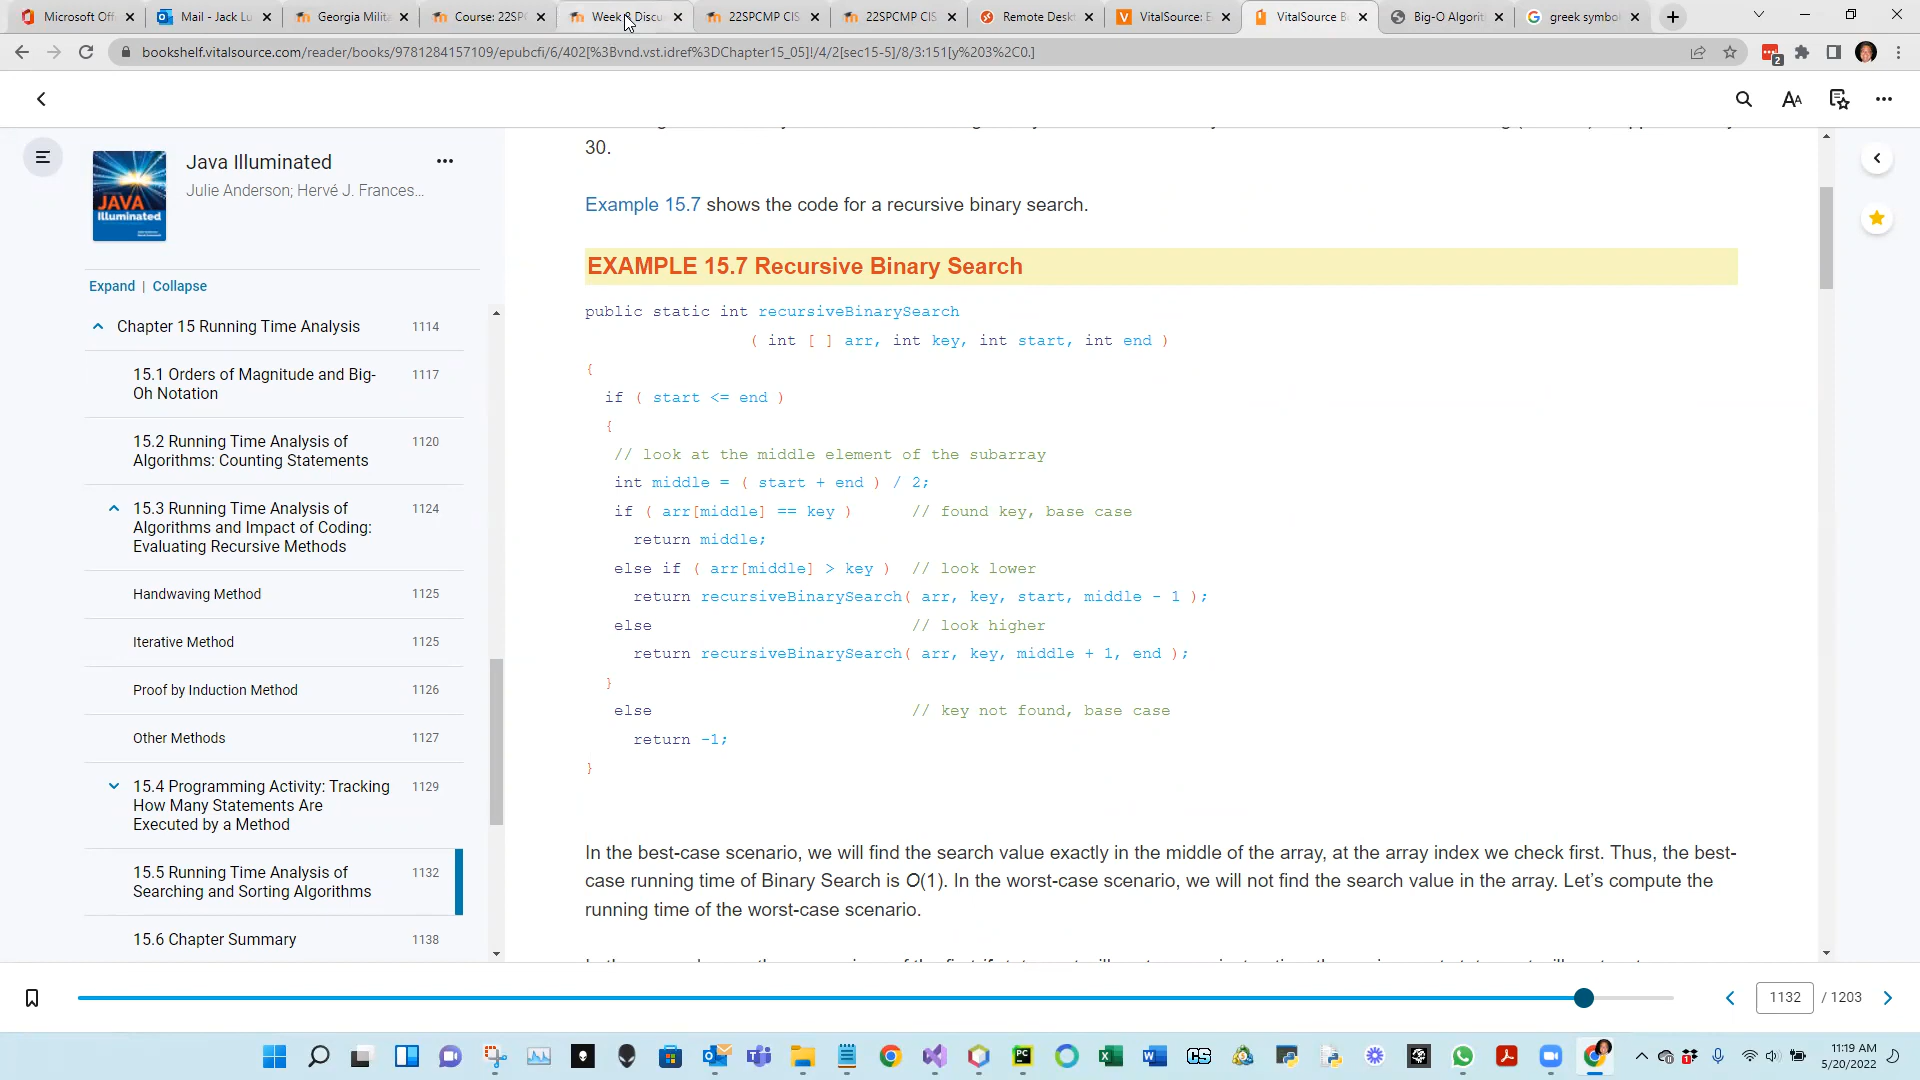 Microsoft Off
Mail - Jack Lu
Georgia Milit
Course: 22SP
Week 8 Discu
22SPCMP CIS
22SPCMP CIS
Remote Desk
VitalSource: E
VitalSource B
Big-O Algorit
greek symbo
bookshelf.vitalsource.com/reader/books/9781284157109/epubcfi/6/402[%3Bvnd.vst.idref%3DChapter15_05]!/4/2[sec15-5]/8/3:151[y%203%2C0.]
2
Java Illuminated
Julie Anderson; Hervé J. Frances...
JAVA
Illuminated
Expand | Collapse
Chapter 15 Running Time Analysis 1114
15.1 Orders of Magnitude and Big-
Oh Notation
1117
15.2 Running Time Analysis of
Algorithms: Counting Statements
1120
15.3 Running Time Analysis of
Algorithms and Impact of Coding:
Evaluating Recursive Methods
1124
Handwaving Method 1125
Iterative Method 1125
Proof by Induction Method 1126
Other Methods 1127
15.4 Programming Activity: Tracking
How Many Statements Are
Executed by a Method
1129
15.5 Running Time Analysis of
Searching and Sorting Algorithms
1132
15.6 Chapter Summary 1138
30.
Example 15.7 shows the code for a recursive binary search.
EXAMPLE 15.7 Recursive Binary Search
public static int recursiveBinarySearch
( int [ ] arr, int key, int start, int end )
{
if ( start <= end )
{
// look at the middle element of the subarray
int middle = ( start + end ) / 2;
if ( arr[middle] == key ) // found key, base case
return middle;
else if ( arr[middle] > key ) // look lower
return recursiveBinarySearch( arr, key, start, middle - 1 );
else // look higher
return recursiveBinarySearch( arr, key, middle + 1, end );
}
else // key not found, base case
return -1;
}
In the best-case scenario, we will find the search value exactly in the middle of the array, at the array index we check first. Thus, the best-
case running time of Binary Search is O(1). In the worst-case scenario, we will not find the search value in the array. Let's compute the
running time of the worst-case scenario.
1132 / 1203
11:19 AM
5/20/2022